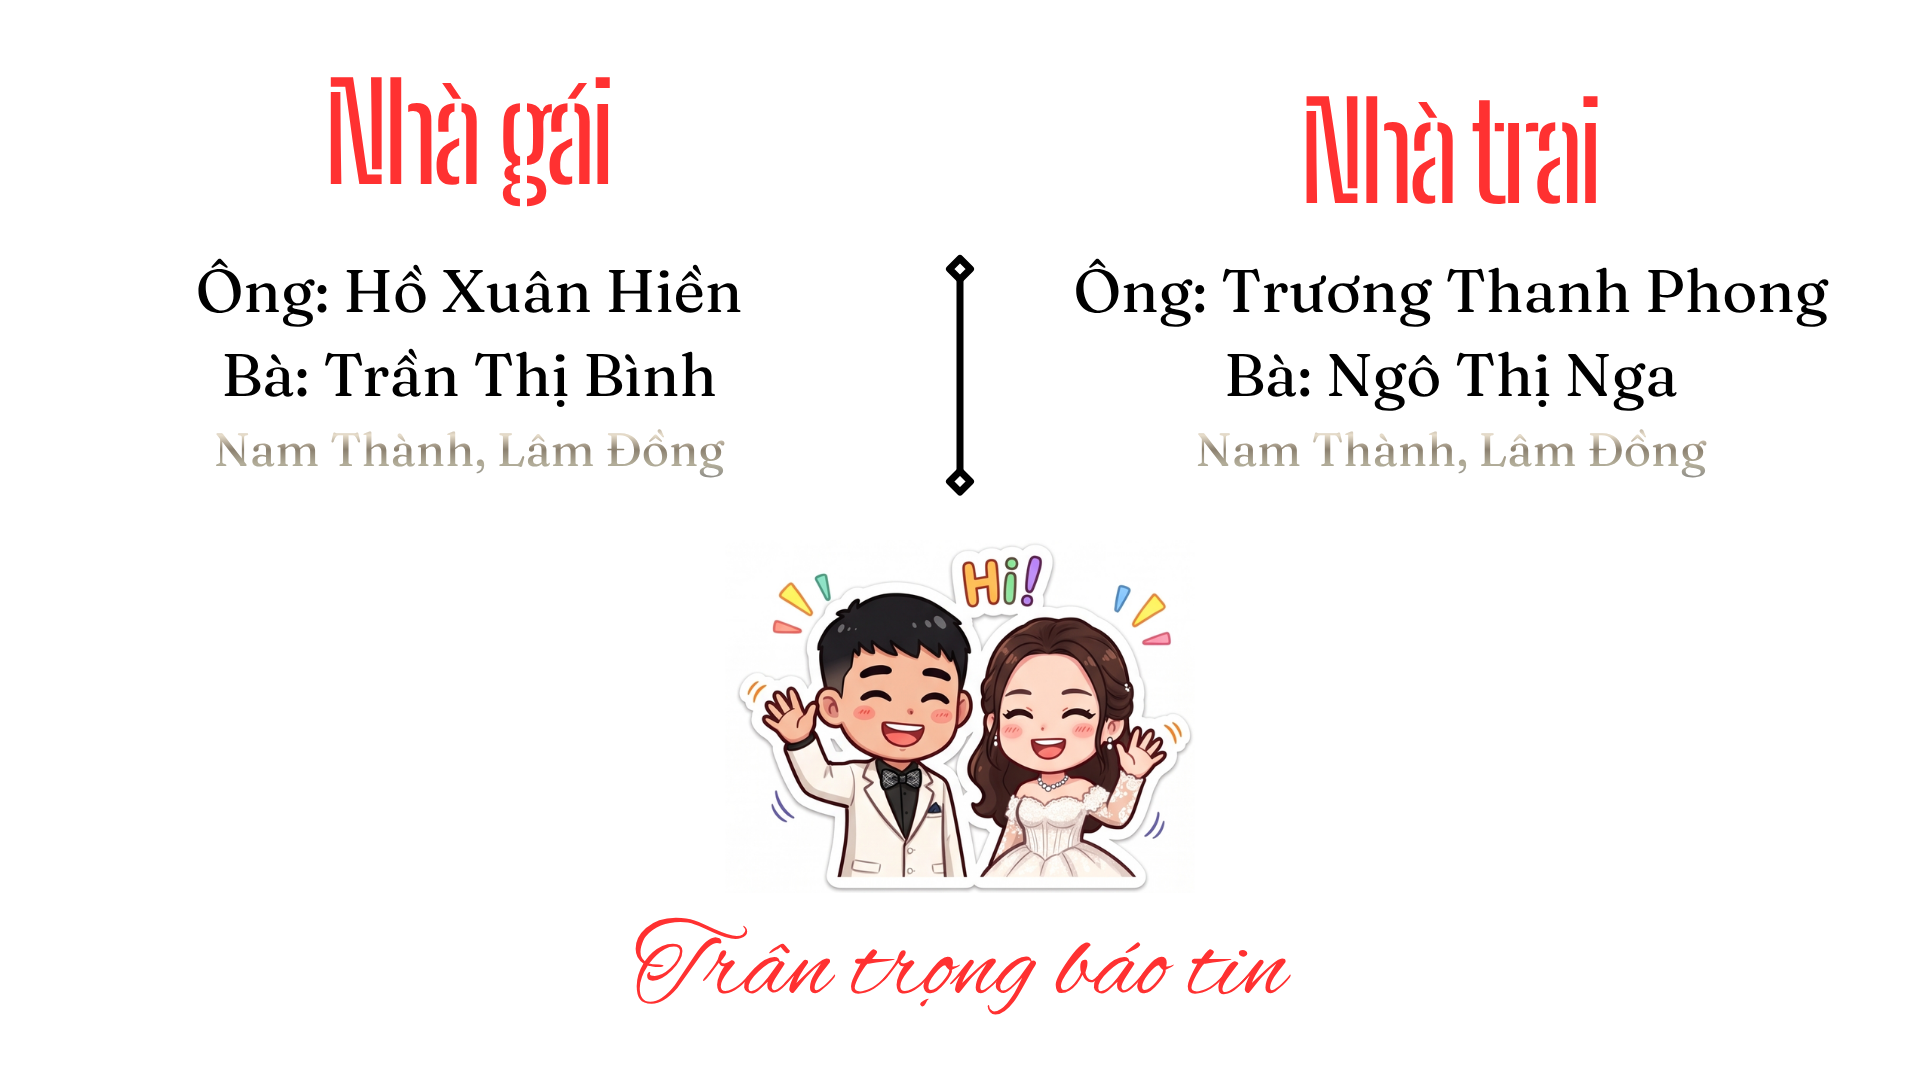 Nhà gái
Ông: Hồ Xuân Hiền
Bà: Trần Thị Bình
Nam Thành, Lâm Đồng
Nhà trai
Ông: Trương Thanh Phong
Bà: Ngô Thị Nga
Nam Thành, Lâm Đồng
Hi!
Trân trọng báo tin